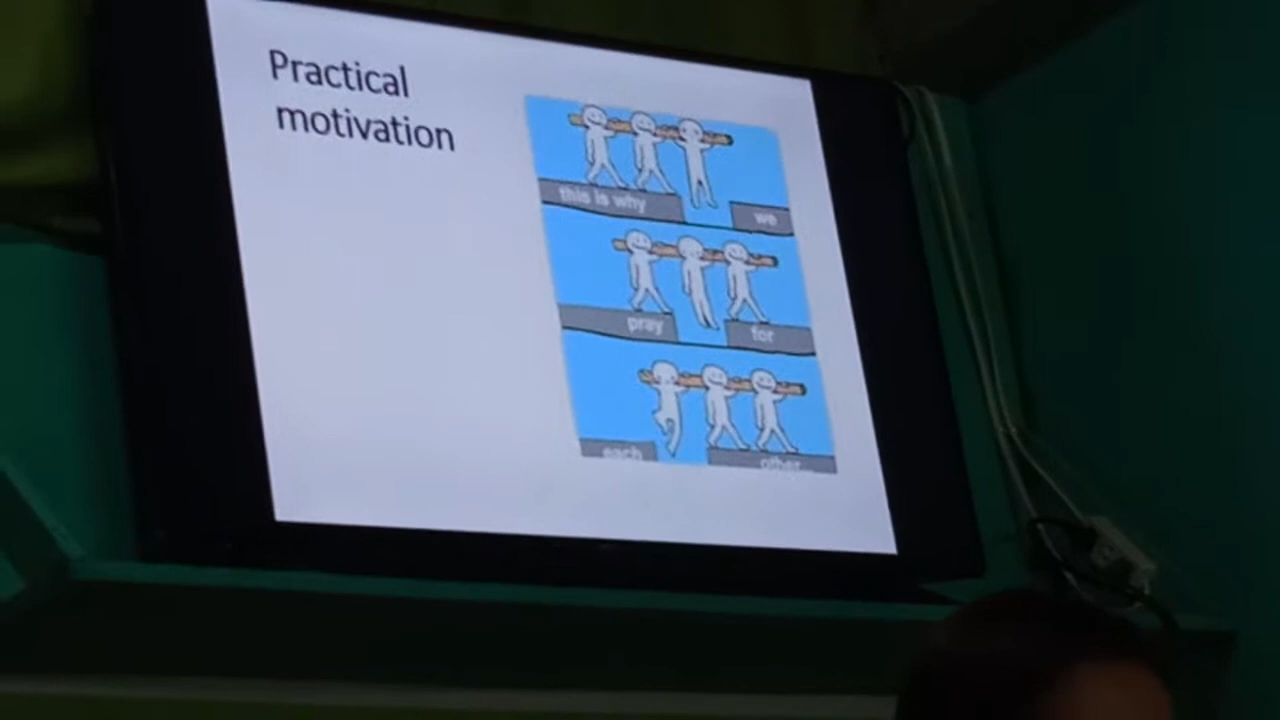 Practical
motivation
this is why
we
pray
for
each
other...